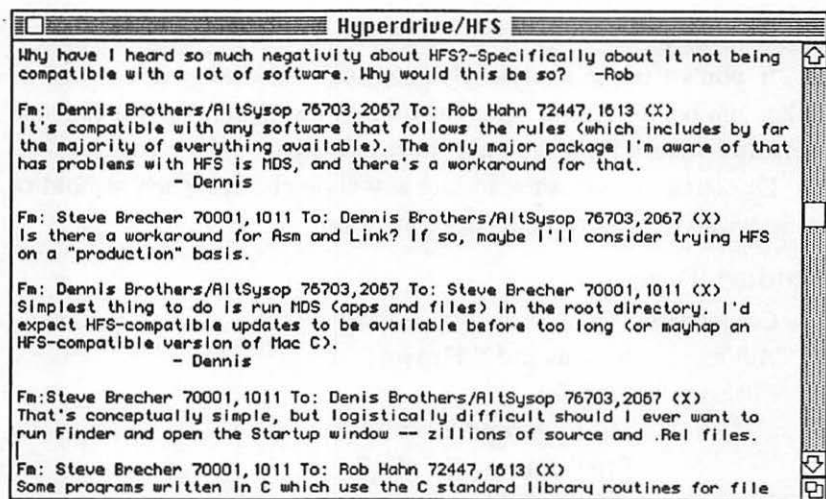 Hyperdrive/HFS
Why have I heard so much negativity about HFS?-Specifically about it not being
compatible with a lot of software. Why would this be so?  -Rob
Fm: Dennis Brothers/AltSysop 76703,2067 To: Rob Hahn 72447,1613 (X)
It's compatible with any software that follows the rules (which includes by far
the majority of everything available). The only major package I'm aware of that
has problems with HFS is MDS, and there's a workaround for that.
- Dennis
Fm: Steve Brecher 70001,1011 To: Dennis Brothers/AltSysop 76703,2067 (X)
Is there a workaround for Asm and Link? If so, maybe I'll consider trying HFS
on a "production" basis.
Fm: Dennis Brothers/AltSysop 76703,2067 To: Steve Brecher 70001,1011 (X)
Simplest thing to do is run MDS (apps and files) in the root directory. I'd
expect HFS-compatible updates to be available before too long (or mayhap an
HFS-compatible version of Mac C).
- Dennis
Fm:Steve Brecher 70001,1011 To: Denis Brothers/AltSysop 76703,2067 (X)
That's conceptually simple, but logistically difficult should I ever want to
run Finder and open the Startup window -- zillions of source and .Rel files.
Fm: Steve Brecher 70001,1011 To: Rob Hahn 72447,1613 (X)
Some programs written in C which use the C standard library routines for file